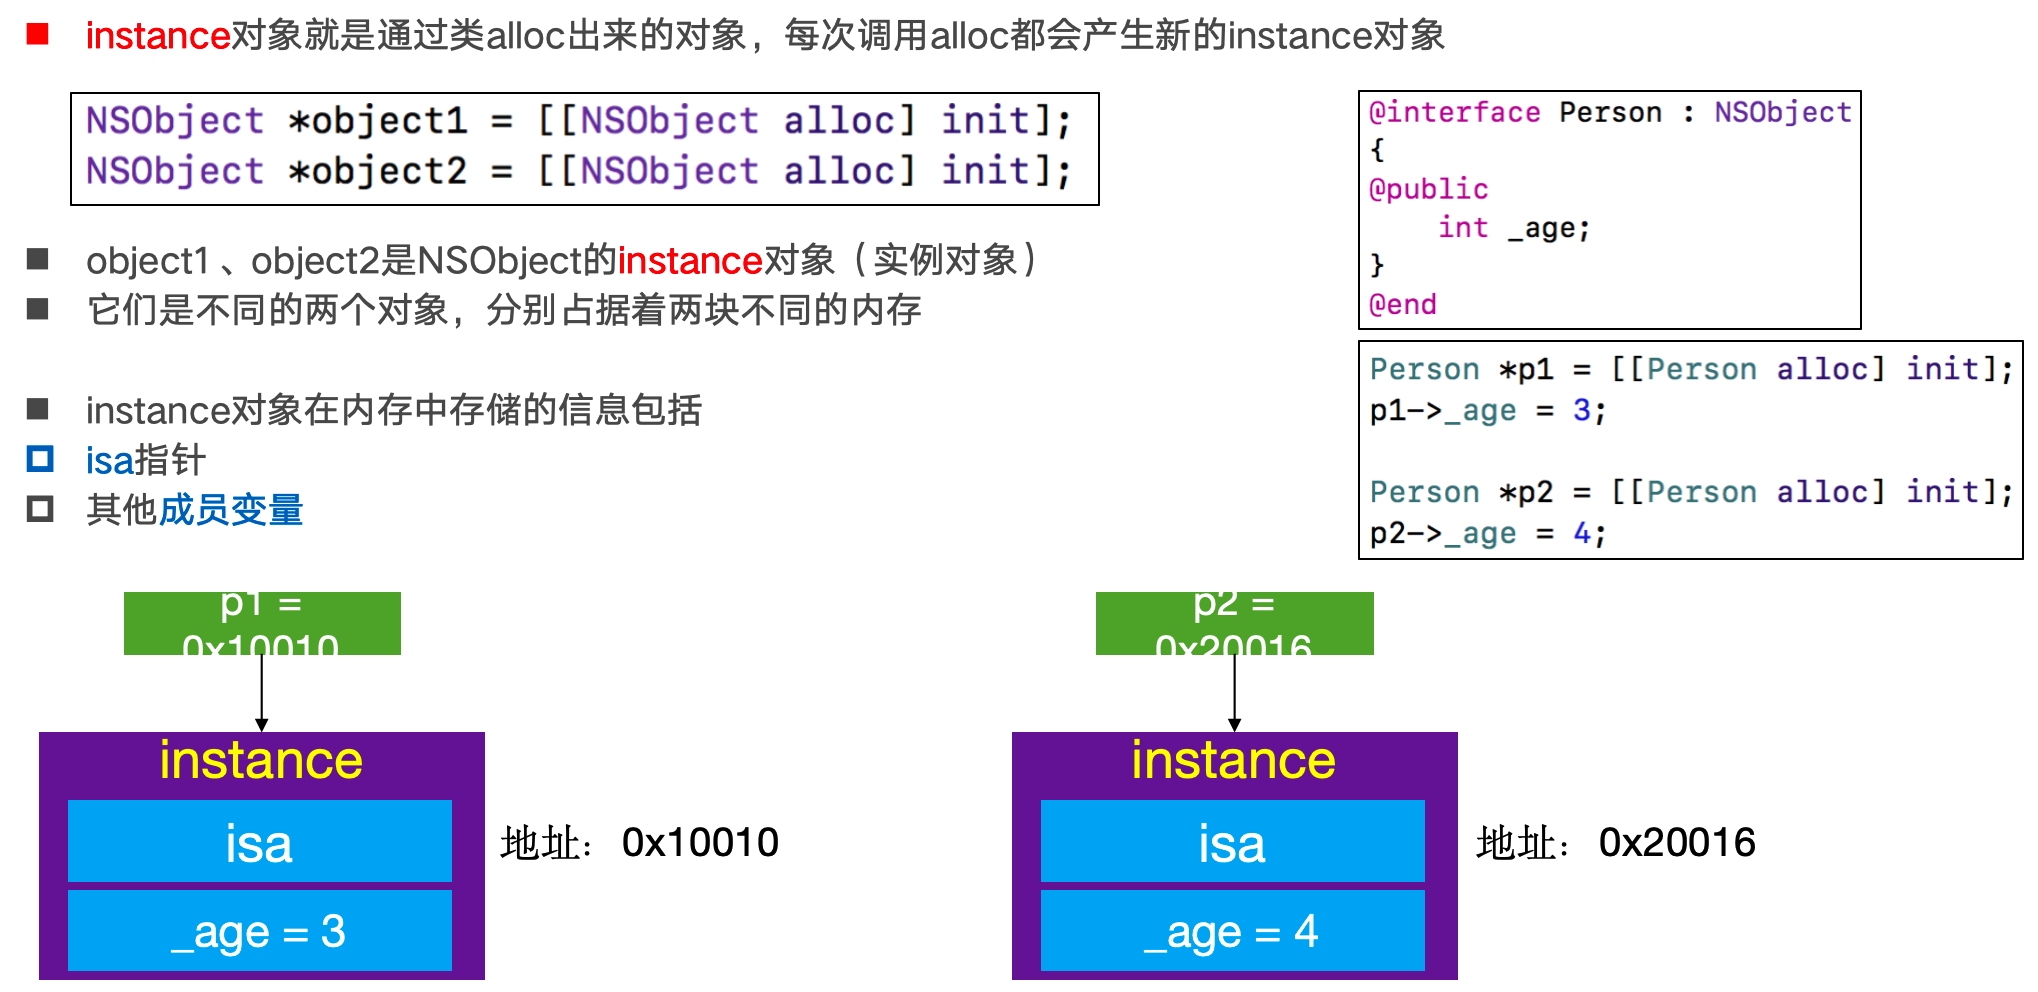 instance对象就是通过类alloc出来的对象，每次调用alloc都会产生新的instance对象
NSObject *object1 = [[NSObject alloc] init];
NSObject *object2 = [[NSObject alloc] init];
object1、object2是NSObject的instance对象（实例对象）
它们是不同的两个对象，分别占据着两块不同的内存
instance对象在内存中存储的信息包括
isa指针
其他成员变量
@interface Person : NSObject
{
@public
    int _age;
}
@end
Person *p1 = [[Person alloc] init];
p1->_age = 3;
Person *p2 = [[Person alloc] init];
p2->_age = 4;
p1 =
0x10010
instance
isa
_age = 3
地址：0x10010
p2 =
0x20016
instance
isa
_age = 4
地址：0x20016